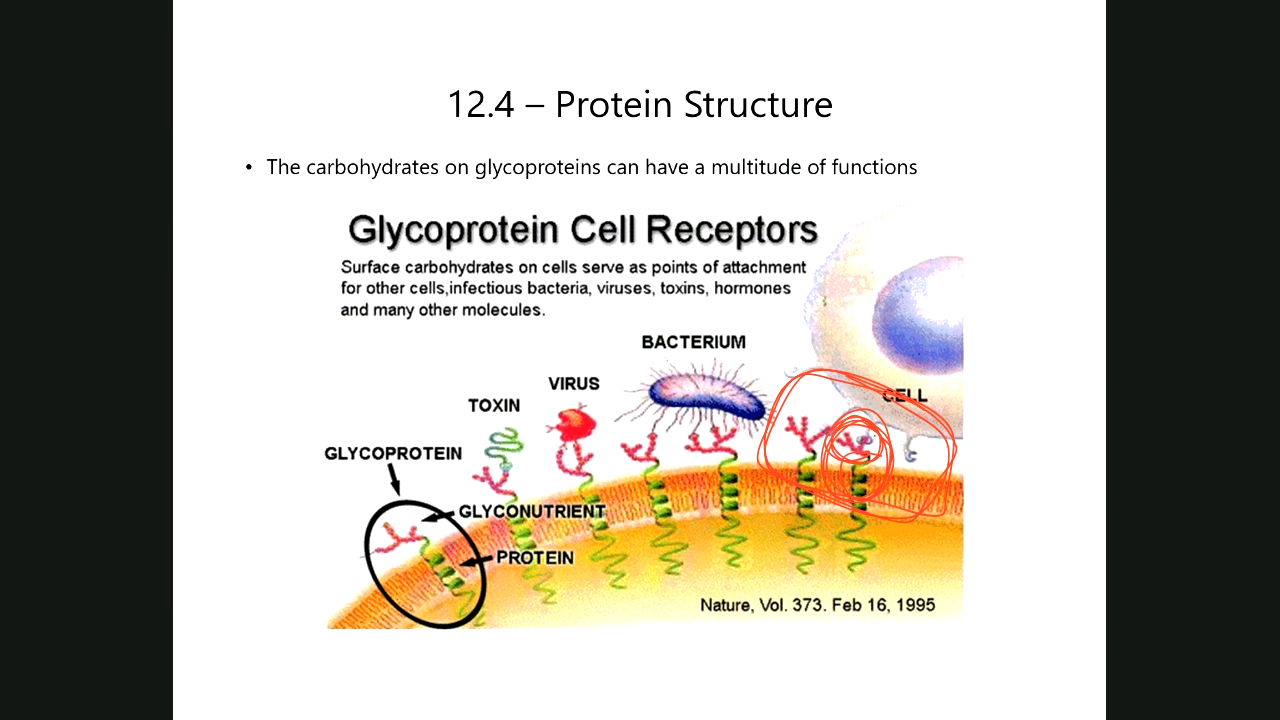 12.4 – Protein Structure
• The carbohydrates on glycoproteins can have a multitude of functions
Glycoprotein Cell Receptors
Surface carbohydrates on cells serve as points of attachment
for other cells,infectious bacteria, viruses, toxins, hormones
and many other molecules.
BACTERIUM
VIRUS
CELL
TOXIN
GLYCOPROTEIN
GLYCONUTRIENT
PROTEIN
Nature, Vol. 373. Feb 16, 1995